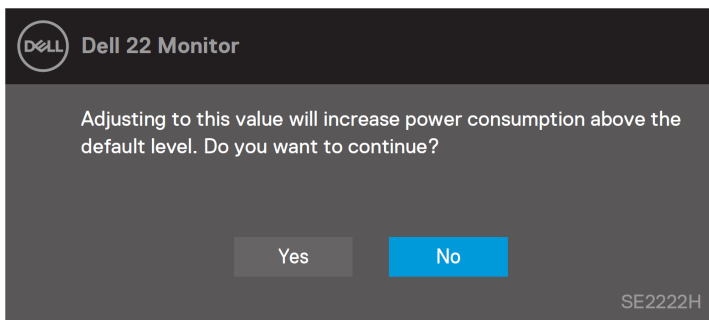 DELL Dell 22 Monitor
Adjusting to this value will increase power consumption above the
default level. Do you want to continue?
Yes No
SE2222H